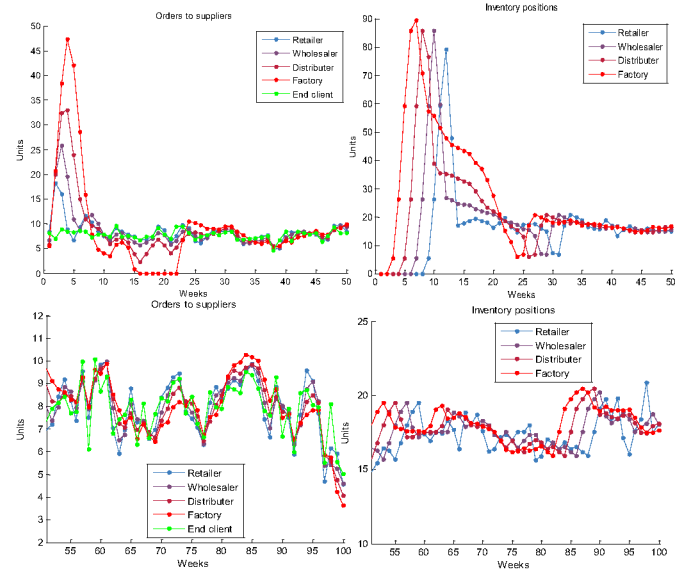 Orders to suppliers
50
45
40
35
30
25
20
15
10
5
0
Units
0 5 10 15 20 25 30 35 40 45 50
Weeks
Retailer
Wholesaler
Distributer
Factory
End client
Inventory positions
90
80
70
60
50
40
30
20
10
0
Units
0 5 10 15 20 25 30 35 40 45 50
Weeks
Retailer
Wholesaler
Distributer
Factory
Orders to suppliers
12
11
10
9
8
7
6
5
4
3
2
Units
55 60 65 70 75 80 85 90 95 100
Weeks
Retailer
Wholesaler
Distributer
Factory
End client
Inventory positions
25
20
15
10
Units
55 60 65 70 75 80 85 90 95 100
Weeks
Retailer
Wholesaler
Distributer
Factory